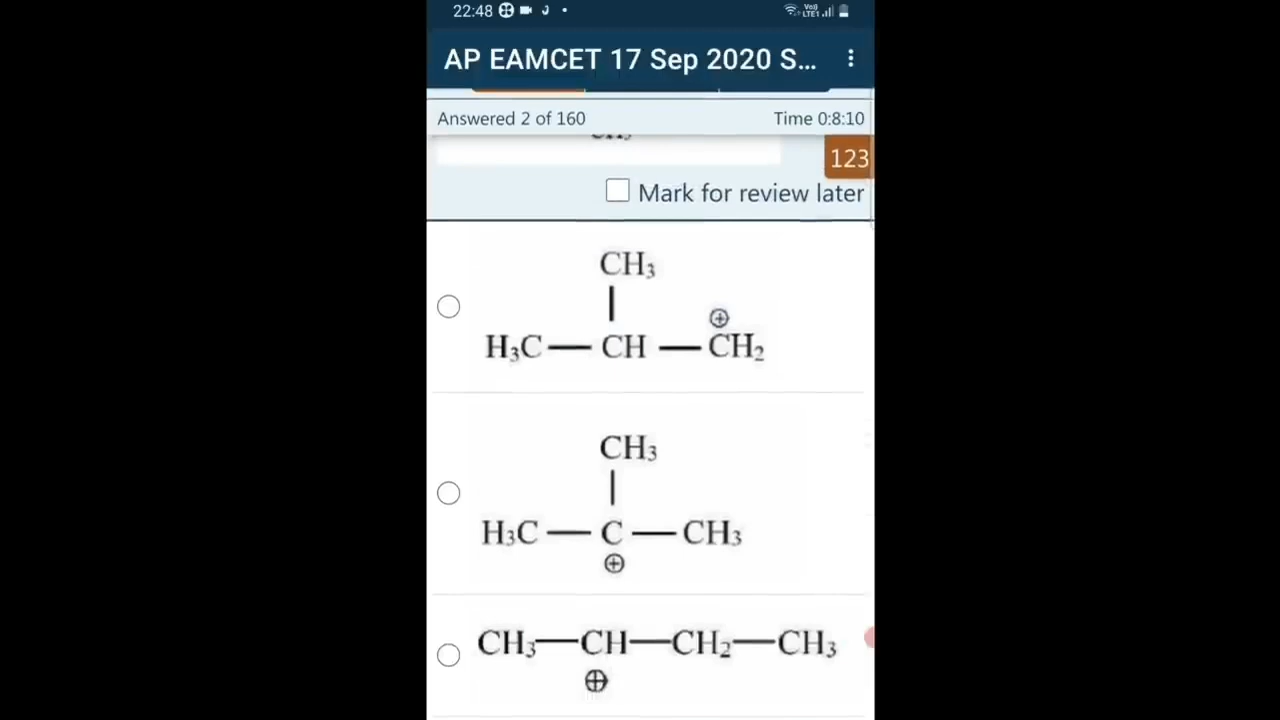 22:48
AP EAMCET 17 Sep 2020 S...
Answered 2 of 160 Time 0:8:10
123
Mark for review later
CH₃
|
⊕
H₃C — CH — CH₂
CH₃
|
H₃C — C — CH₃
⊕
CH₃—CH—CH₂—CH₃
⊕